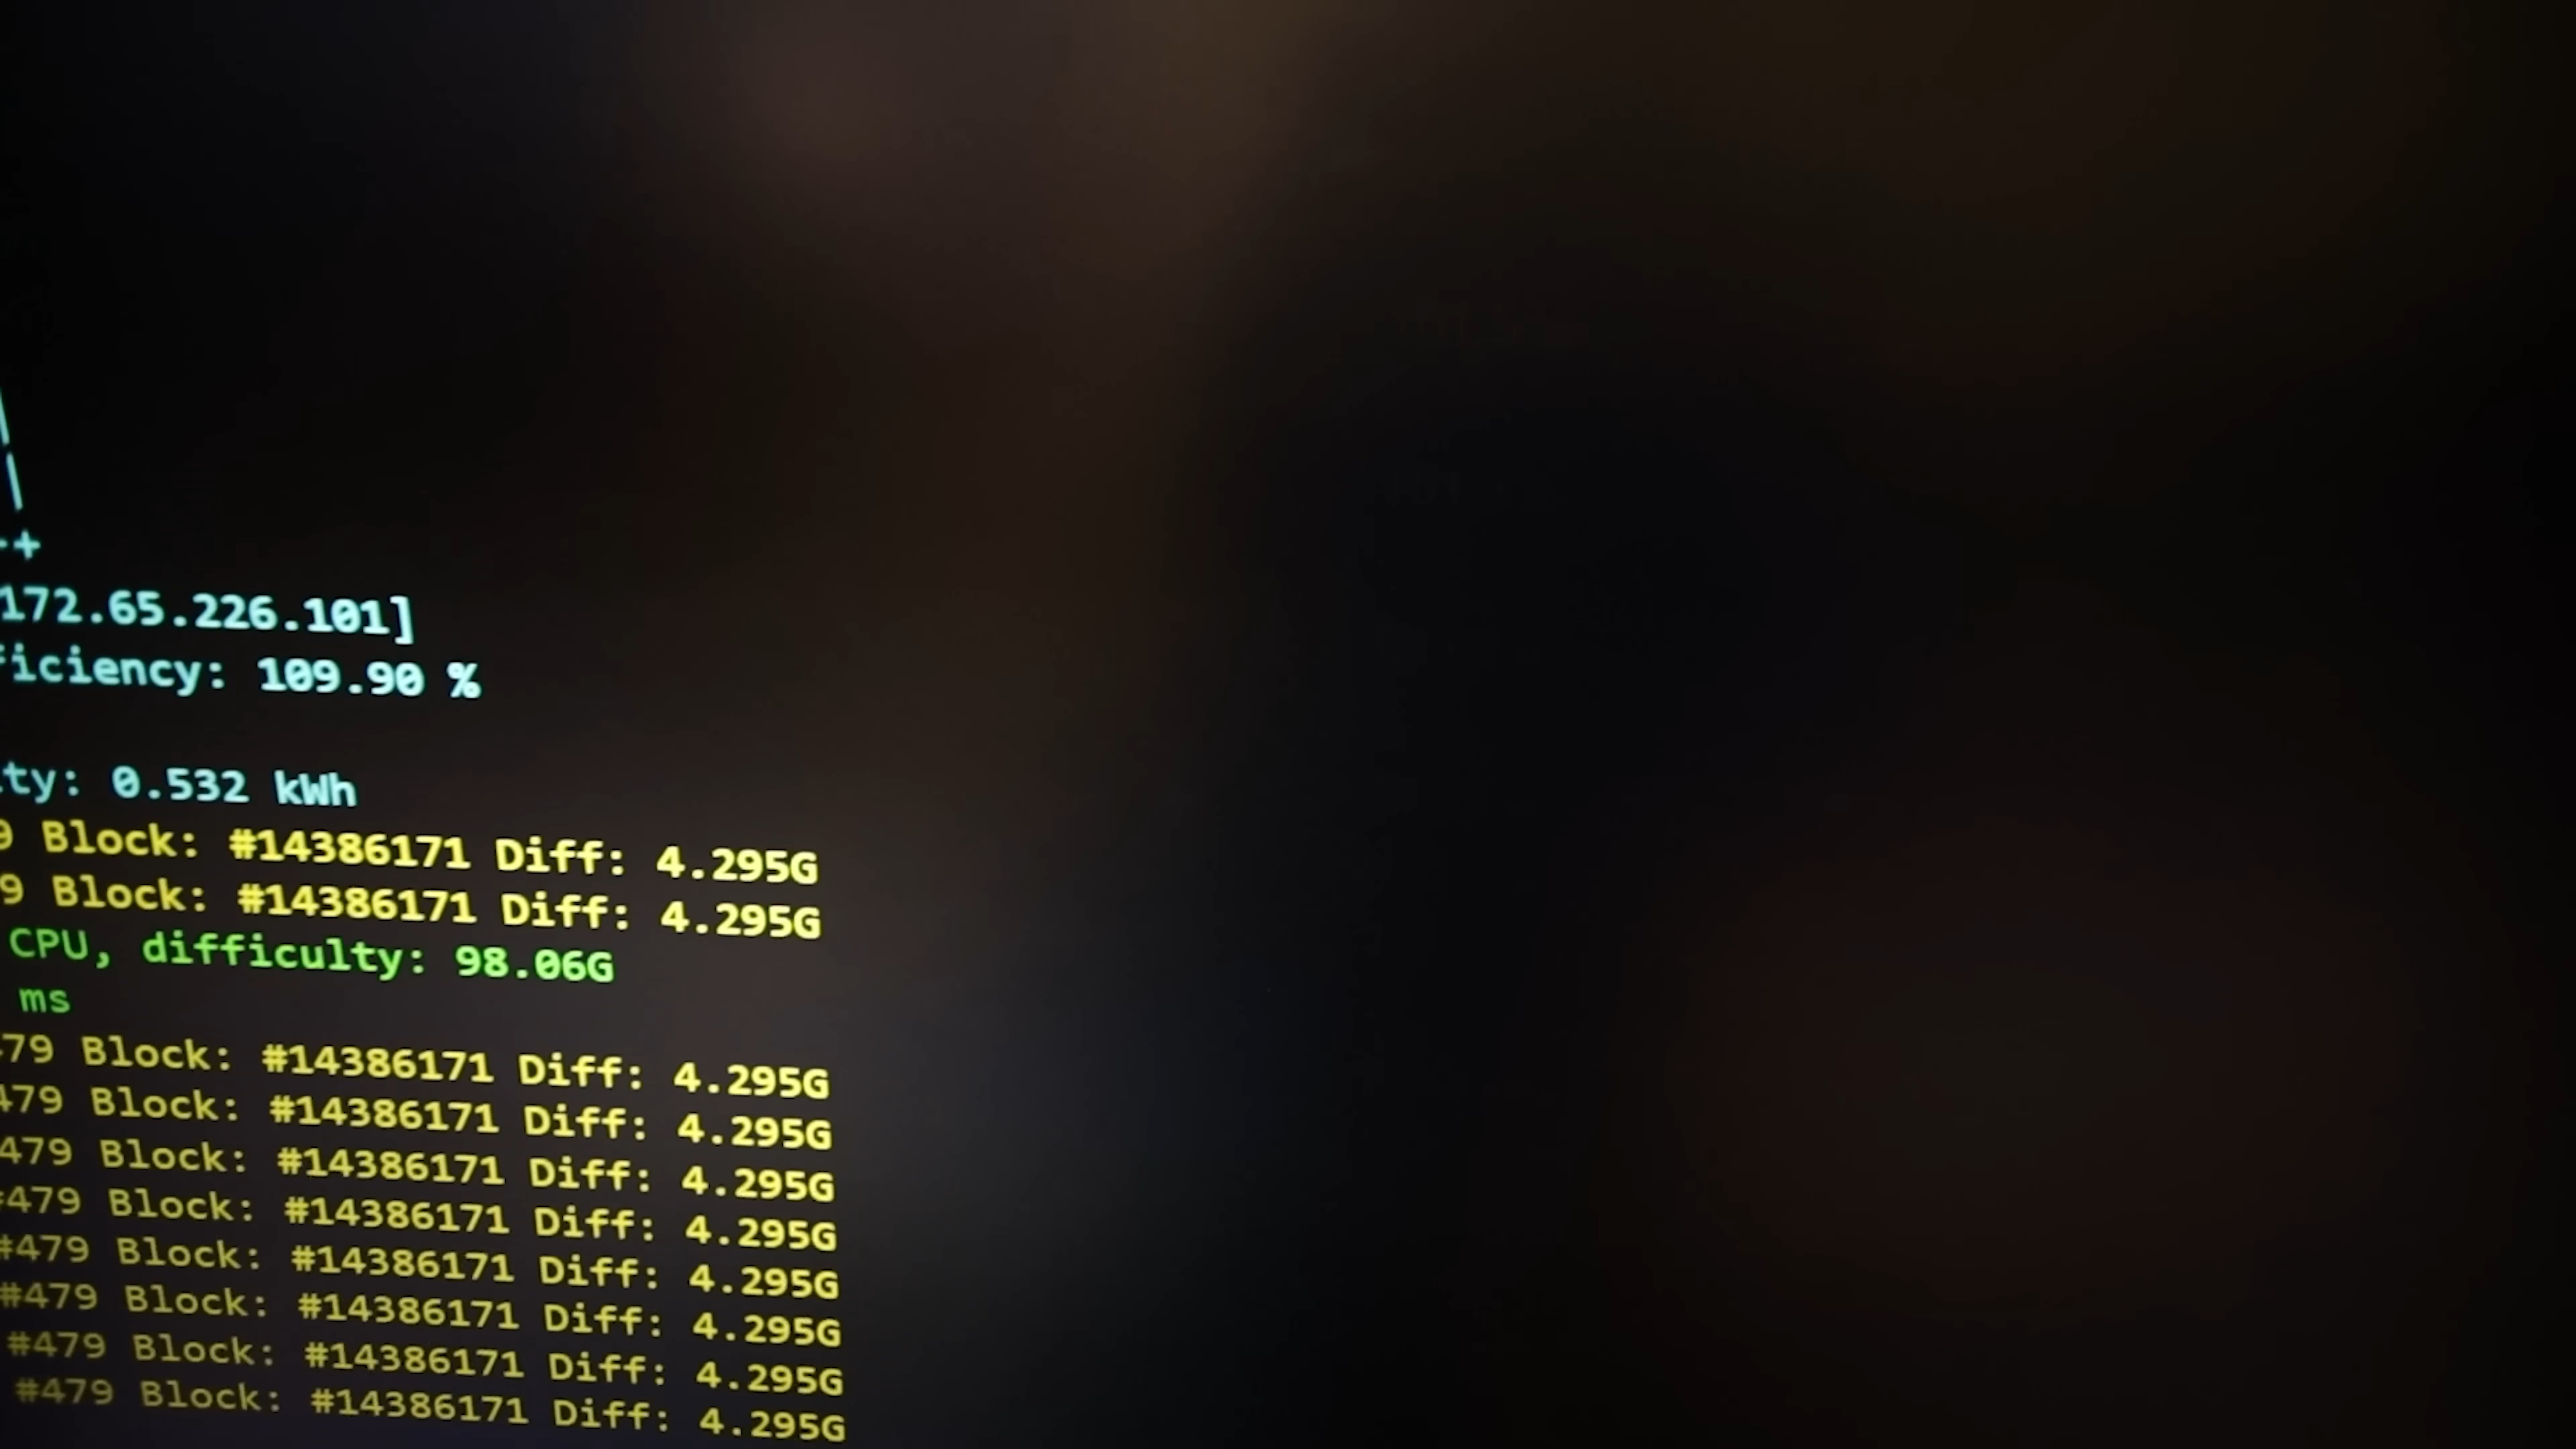 172.65.226.101]
ficiency: 109.90 %
ty: 0.532 kWh
9 Block: #14386171 Diff: 4.295G
9 Block: #14386171 Diff: 4.295G
CPU, difficulty: 98.06G
ms
79 Block: #14386171 Diff: 4.295G
479 Block: #14386171 Diff: 4.295G
479 Block: #14386171 Diff: 4.295G
#479 Block: #14386171 Diff: 4.295G
#479 Block: #14386171 Diff: 4.295G
#479 Block: #14386171 Diff: 4.295G
#479 Block: #14386171 Diff: 4.295G
#479 Block: #14386171 Diff: 4.295G